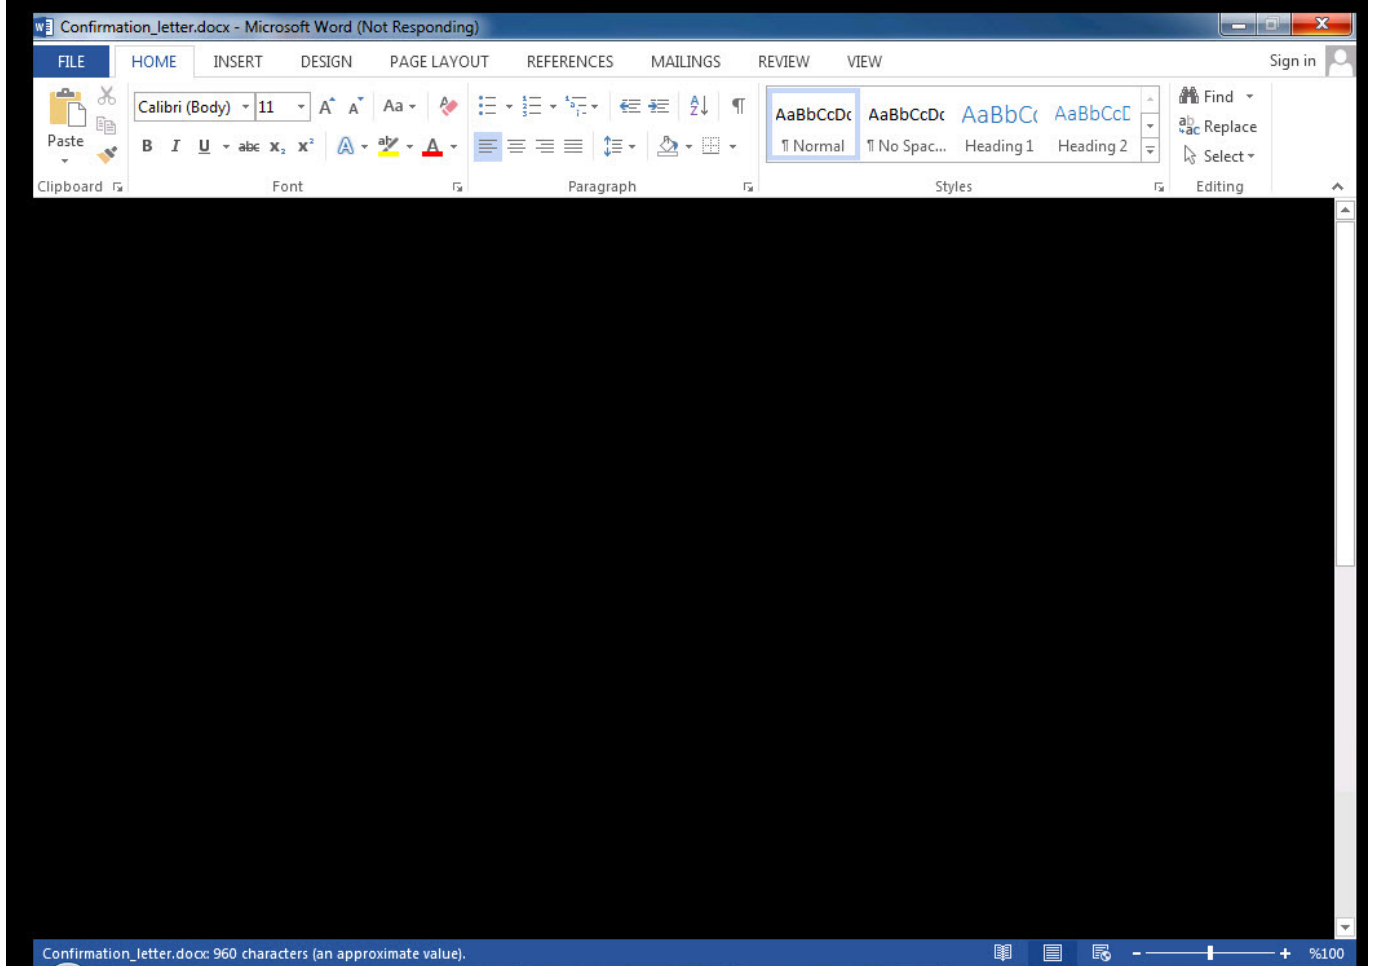 Confirmation_letter.docx - Microsoft Word (Not Responding)
FILE HOME INSERT DESIGN PAGE LAYOUT REFERENCES MAILINGS REVIEW VIEW Sign in
Paste
Calibri (Body) 11 A A Aa
B I U abc x₂ x² A aby A
AaBbCcDc AaBbCcDc AaBbC AaBbCcD
¶ Normal ¶ No Spac... Heading 1 Heading 2
Find
Replace
Select
Clipboard Font Paragraph Styles Editing
Confirmation_letter.docx: 960 characters (an approximate value). %100